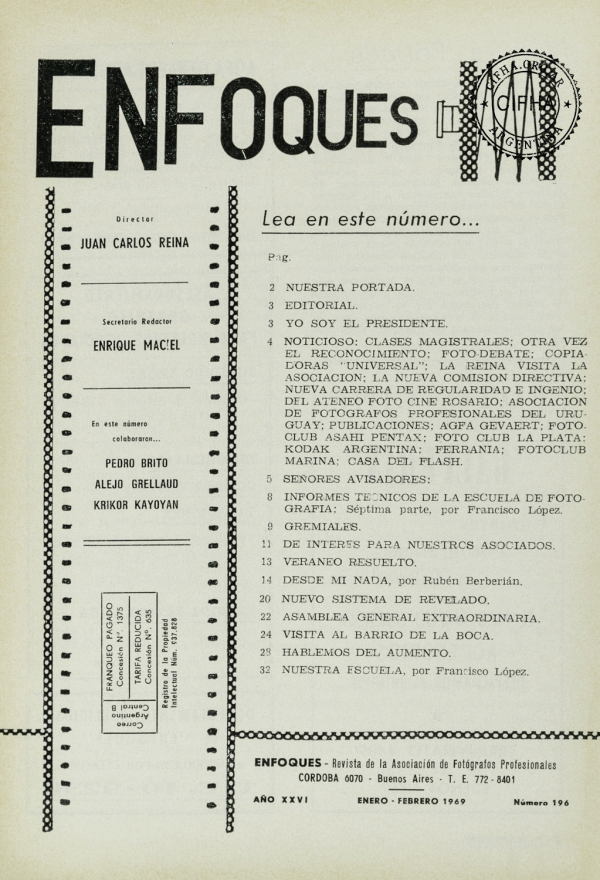 ENFOQUES
AFHA.ORG.AR
CIFHA
ARGENTINA
Director
JUAN CARLOS REINA
Secretario Redactor
ENRIQUE MACIEL
En este número
colaboraron...
PEDRO BRITO
ALEJO GRELLAUD
KRIKOR KAYOYAN
FRANQUEO PAGADO
Concesión Nº. 1375
TARIFA REDUCIDA
Concesión Nº. 635
Correo
Argentino
Central B
Registro de la Propiedad
Intelectual Núm. 937.828
Lea en este número...
Pág.
2 NUESTRA PORTADA.
3 EDITORIAL.
3 YO SOY EL PRESIDENTE.
4 NOTICIOSO: CLASES MAGISTRALES; OTRA VEZ
EL RECONOCIMIENTO; FOTO-DEBATE; COPIA-
DORAS "UNIVERSAL"; LA REINA VISITA LA
ASOCIACION; LA NUEVA COMISION DIRECTIVA;
NUEVA CARRERA DE REGULARIDAD E INGENIO;
DEL ATENEO FOTO CINE ROSARIO; ASOCIACION
DE FOTOGRAFOS PROFESIONALES DEL URU-
GUAY; PUBLICACIONES; AGFA GEVAERT; FOTO-
CLUB ASAHI PENTAX; FOTO CLUB LA PLATA;
KODAK ARGENTINA; FERRANIA; FOTOCLUB
MARINA; CASA DEL FLASH.
5 SEÑORES AVISADORES:
8 INFORMES TECNICOS DE LA ESCUELA DE FOTO-
GRAFIA; Séptima parte, por Francisco López.
9 GREMIALES.
11 DE INTERES PARA NUESTROS ASOCIADOS.
13 VERANEO RESUELTO.
14 DESDE MI NADA, por Rubén Berberián.
20 NUEVO SISTEMA DE REVELADO.
22 ASAMBLEA GENERAL EXTRAORDINARIA.
24 VISITA AL BARRIO DE LA BOCA.
28 HABLEMOS DEL AUMENTO.
32 NUESTRA ESCUELA, por Francisco López.
ENFOQUES - Revista de la Asociación de Fotógrafos Profesionales
CORDOBA 6070 - Buenos Aires - T. E. 772-8401
AÑO XXVI ENERO - FEBRERO 1969 Número 196